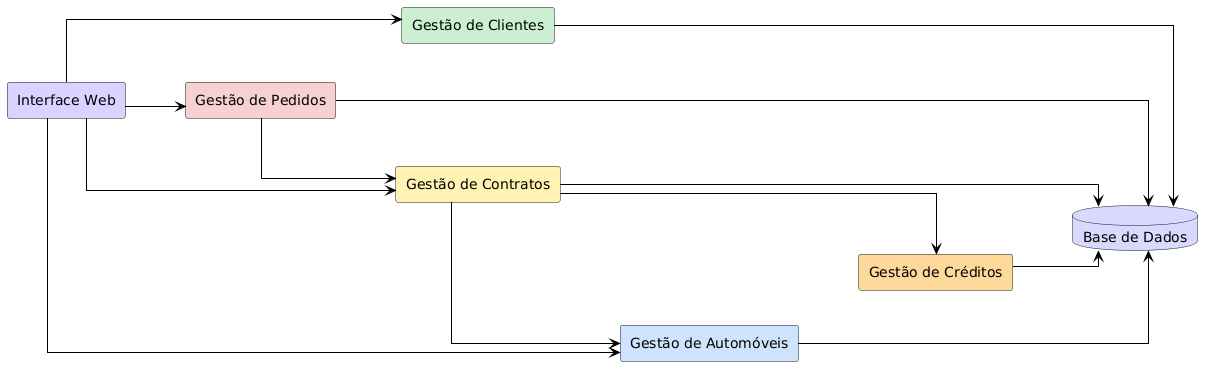 Gestão de Clientes
Interface Web
Gestão de Pedidos
Gestão de Contratos
Base de Dados
Gestão de Créditos
Gestão de Automóveis